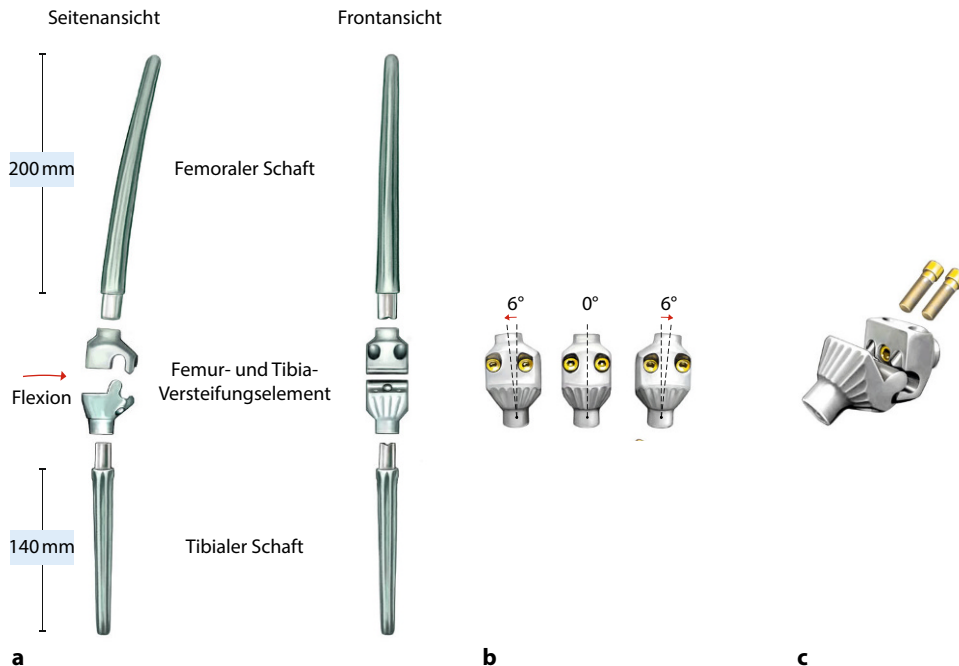 Seitenansicht
Frontansicht
200 mm
Femoraler Schaft
6°
0°
6°
Femur- und Tibia-
Versteifungselement
Flexion
140 mm
Tibialer Schaft
a
b
c